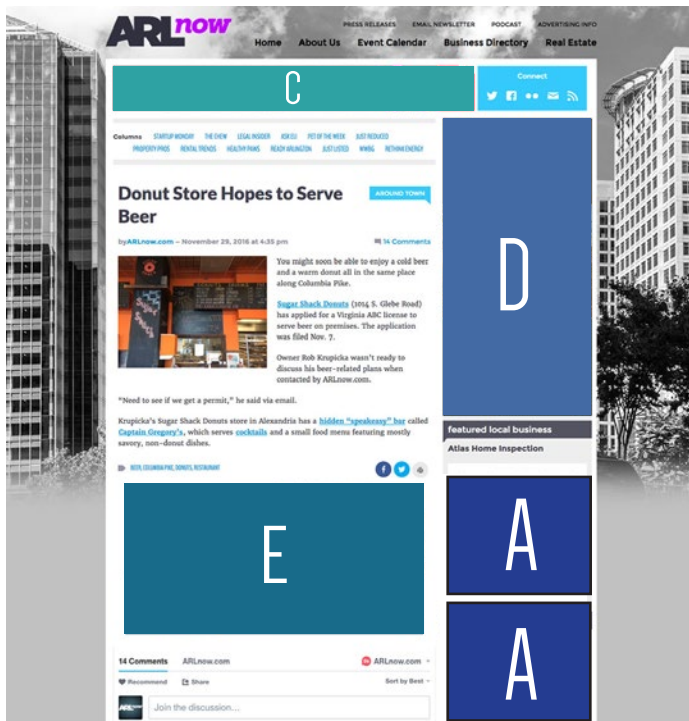 ARLnow
PRESS RELEASES EMAIL NEWSLETTER PODCAST ADVERTISING INFO
Home About Us Event Calendar Business Directory Real Estate
C
Connect
Columns STARTUP MONDAY THE CHEW LEGAL INSIDER ASK ELI PET OF THE WEEK JUST REDUCED
PROPERTY PROS RENTAL TRENDS HEALTHY PAWS READY ARLINGTON JUST LISTED WMBG RETHINK ENERGY
D
Donut Store Hopes to Serve
Beer
AROUND TOWN
by ARLnow.com – November 29, 2016 at 4:35 pm
14 Comments
You might soon be able to enjoy a cold beer
and a warm donut all in the same place
along Columbia Pike.
Sugar Shack Donuts (1014 S. Glebe Road)
has applied for a Virginia ABC license to
serve beer on premises. The application
was filed Nov. 7.
Owner Rob Krupicka wasn't ready to
discuss his beer-related plans when
contacted by ARLnow.com.
"Need to see if we get a permit," he said via email.
Krupicka's Sugar Shack Donuts store in Alexandria has a hidden "speakeasy" bar called
Captain Gregory's, which serves cocktails and a small food menu featuring mostly
savory, non-donut dishes.
BEER, COLUMBIA PIKE, DONUTS, RESTAURANT
featured local business
Atlas Home Inspection
E
A
A
14 Comments ARLnow.com
ARLnow.com
Recommend Share
Sort by Best
ARLnow
Join the discussion...